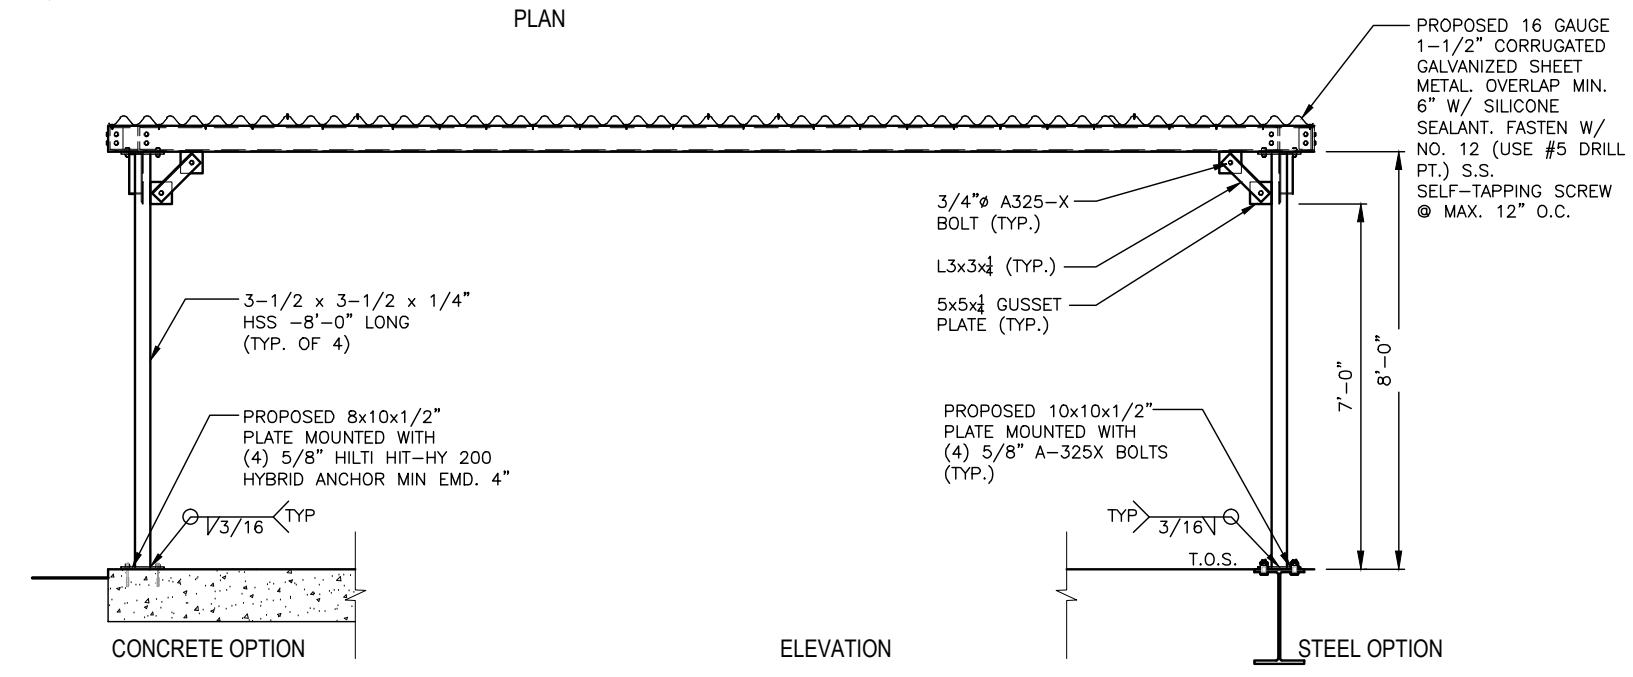 PLAN
PROPOSED 16 GAUGE
1-1/2" CORRUGATED
GALVANIZED SHEET
METAL. OVERLAP MIN.
6" W/ SILICONE
SEALANT. FASTEN W/
NO. 12 (USE #5 DRILL
PT.) S.S.
SELF-TAPPING SCREW
@ MAX. 12" O.C.
3/4"ø A325-X
BOLT (TYP.)
L3x3x1/4 (TYP.)
5x5x1/4 GUSSET
PLATE (TYP.)
3-1/2 x 3-1/2 x 1/4"
HSS -8'-0" LONG
(TYP. OF 4)
7'-0"
8'-0"
PROPOSED 8x10x1/2"
PLATE MOUNTED WITH
(4) 5/8" HILTI HIT-HY 200
HYBRID ANCHOR MIN EMD. 4"
PROPOSED 10x10x1/2"
PLATE MOUNTED WITH
(4) 5/8" A-325X BOLTS
(TYP.)
3/16
TYP
TYP
3/16
T.O.S.
CONCRETE OPTION
ELEVATION
STEEL OPTION